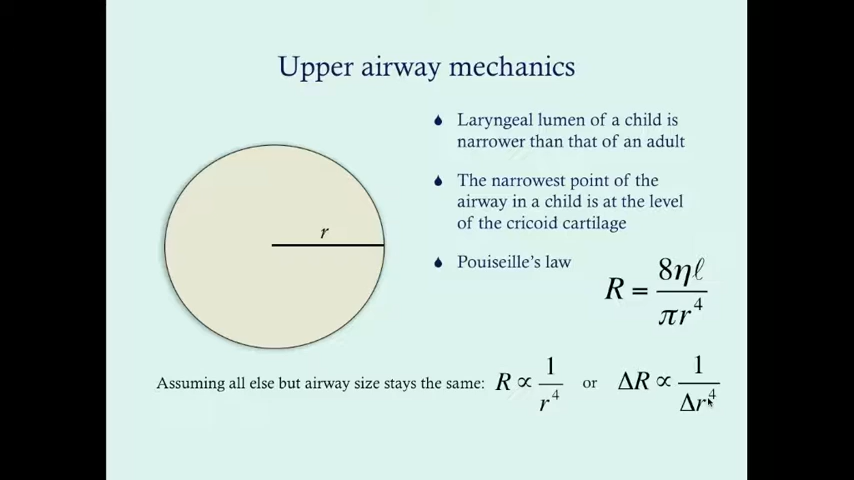 Upper airway mechanics
Laryngeal lumen of a child is
narrower than that of an adult
The narrowest point of the
airway in a child is at the level
of the cricoid cartilage
Pouiseille's law
R = 8ηℓ / πr⁴
r
Assuming all else but airway size stays the same: R ∝ 1 / r⁴ or ΔR ∝ 1 / Δr⁴